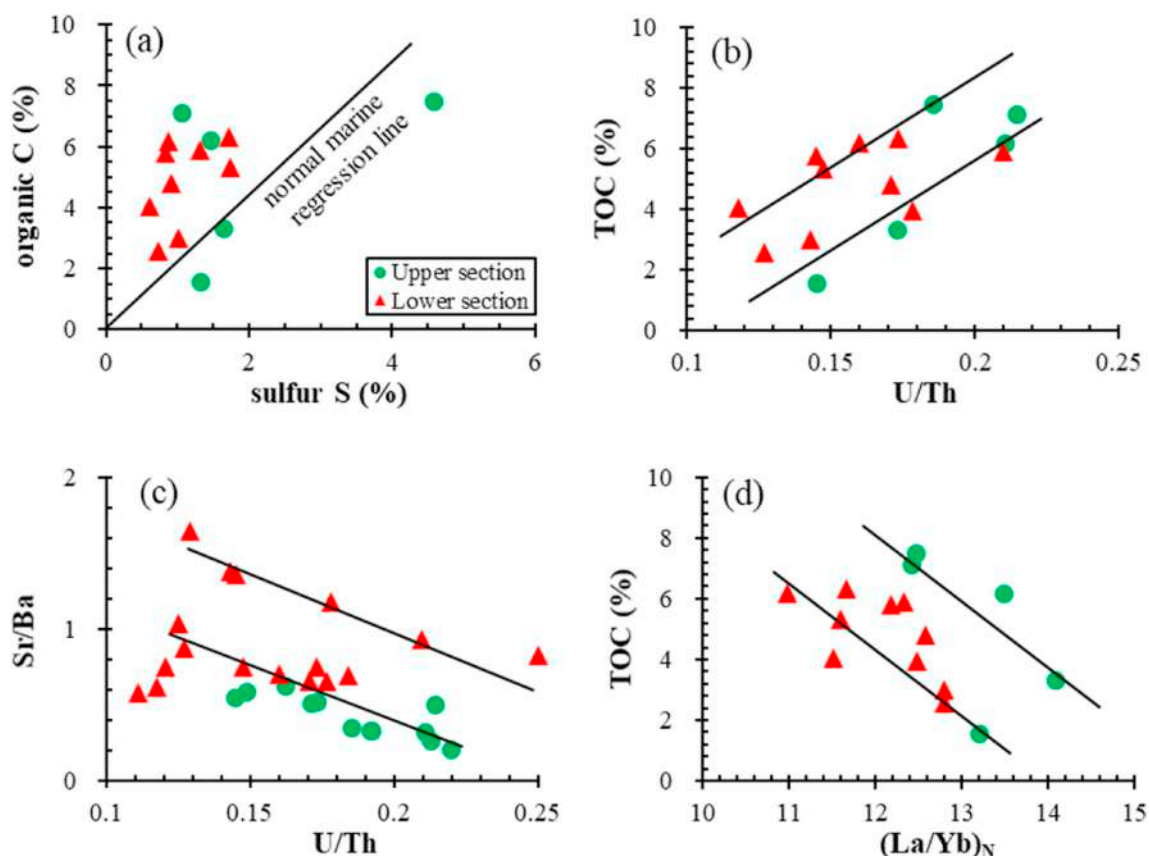 (a)
10
8
6
4
2
0
organic C (%)
normal marine
regression line
Upper section
Lower section
0 2 4 6
sulfur S (%)
(b)
10
8
6
4
2
0
TOC (%)
0.1 0.15 0.2 0.25
U/Th
(c)
2
1
0
Sr/Ba
0.1 0.15 0.2 0.25
U/Th
(d)
10
8
6
4
2
0
TOC (%)
10 11 12 13 14 15
(La/Yb)N